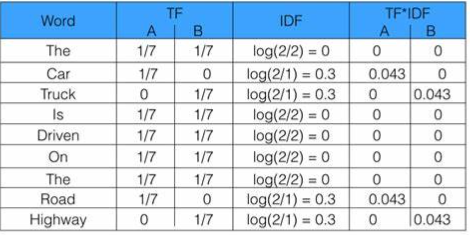 Word TF IDF TF*IDF
A B A B
The 1/7 1/7 log(2/2) = 0 0 0
Car 1/7 0 log(2/1) = 0.3 0.043 0
Truck 0 1/7 log(2/1) = 0.3 0 0.043
Is 1/7 1/7 log(2/2) = 0 0 0
Driven 1/7 1/7 log(2/2) = 0 0 0
On 1/7 1/7 log(2/2) = 0 0 0
The 1/7 1/7 log(2/2) = 0 0 0
Road 1/7 0 log(2/1) = 0.3 0.043 0
Highway 0 1/7 log(2/1) = 0.3 0 0.043